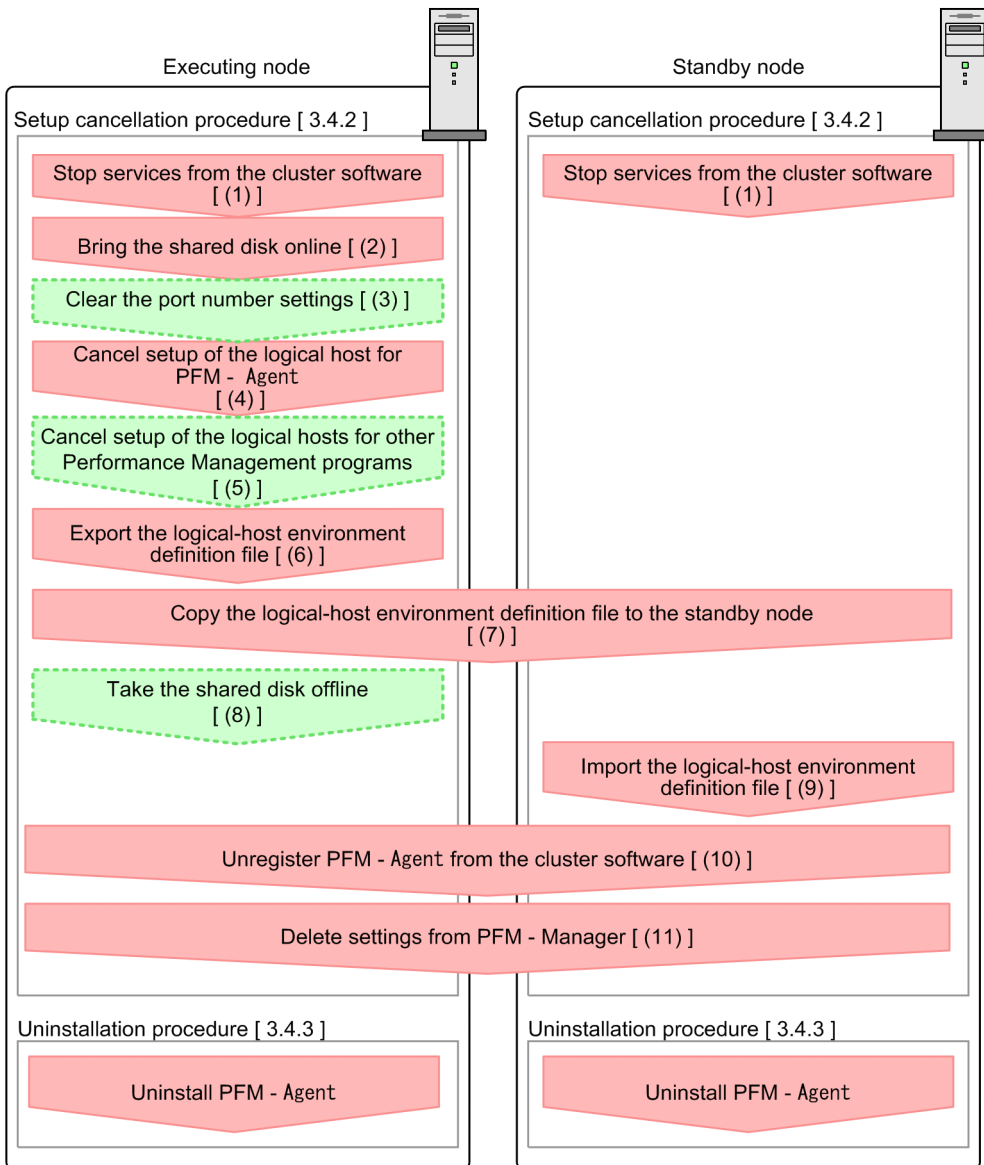 Executing node
Standby node
Setup cancellation procedure [ 3.4.2 ]
Setup cancellation procedure [ 3.4.2 ]
Stop services from the cluster software
[ (1) ]
Stop services from the cluster software
[ (1) ]
Bring the shared disk online [ (2) ]
Clear the port number settings [ (3) ]
Cancel setup of the logical host for
PFM - Agent
[ (4) ]
Cancel setup of the logical hosts for other
Performance Management programs
[ (5) ]
Export the logical-host environment
definition file [ (6) ]
Copy the logical-host environment definition file to the standby node
[ (7) ]
Take the shared disk offline
[ (8) ]
Import the logical-host environment
definition file [ (9) ]
Unregister PFM - Agent from the cluster software [ (10) ]
Delete settings from PFM - Manager [ (11) ]
Uninstallation procedure [ 3.4.3 ]
Uninstallation procedure [ 3.4.3 ]
Uninstall PFM - Agent
Uninstall PFM - Agent